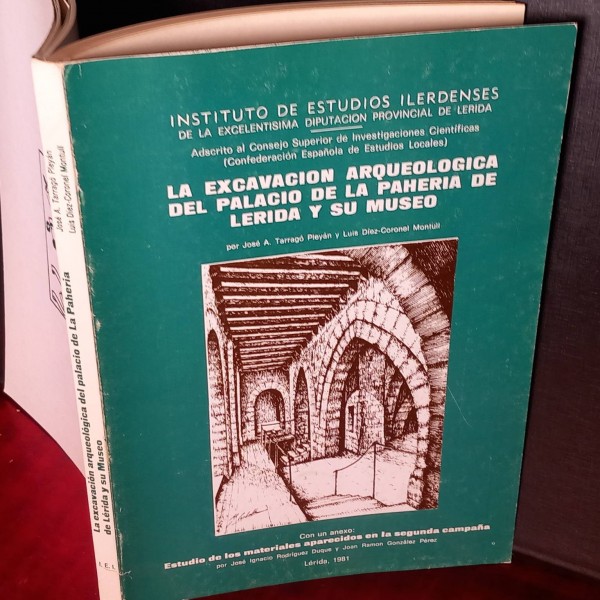 INSTITUTO DE ESTUDIOS ILERDENSES
DE LA EXCELENTISIMA DIPUTACION PROVINCIAL DE LERIDA
Adscrito al Consejo Superior de Investigaciones Científicas
(Confederación Española de Estudios Locales)
LA EXCAVACION ARQUEOLOGICA
DEL PALACIO DE LA PAHERIA DE
LERIDA Y SU MUSEO
por José A. Tarragó Pleyán y Luis Díez-Coronel Montull
Con un anexo:
Estudio de los materiales aparecidos en la segunda campaña
por José Ignacio Rodríguez Duque y Joan Ramon González Pérez
Lérida, 1981
José A. Tarragó Pleyán
Luis Díez-Coronel Montull
La excavación arqueológica del palacio de La Pahería
de Lérida y su Museo
I. E. I.